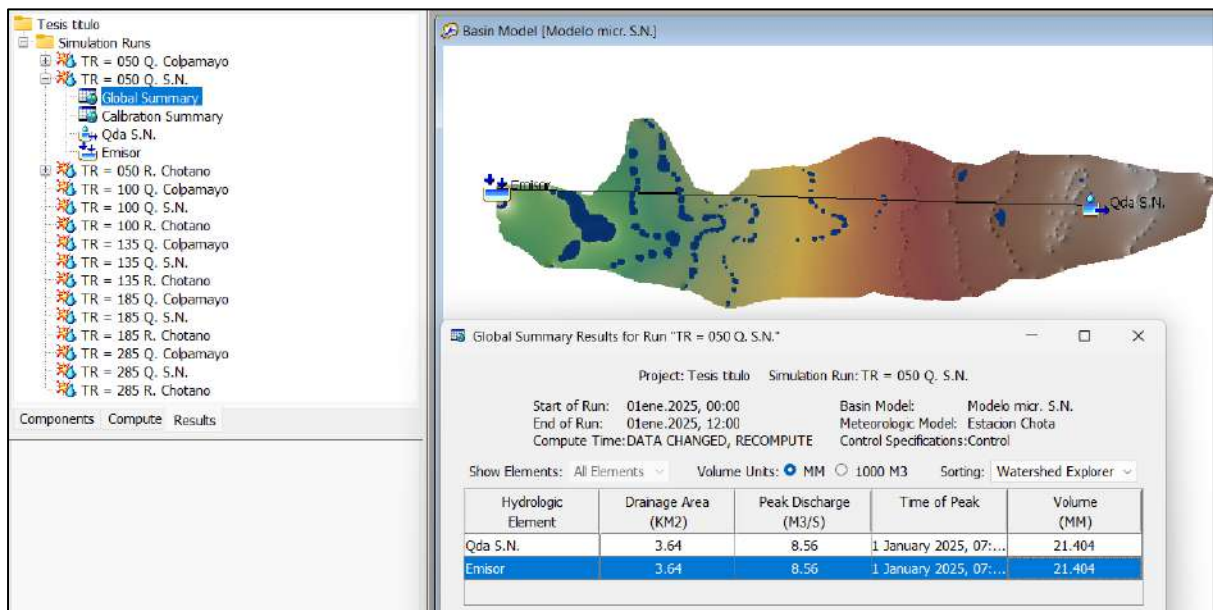 Tesis titulo
Simulation Runs
TR = 050 Q. Colpamayo
TR = 050 Q. S.N.
Global Summary
Calibration Summary
Qda S.N.
Emisor
TR = 050 R. Chotano
TR = 100 Q. Colpamayo
TR = 100 Q. S.N.
TR = 100 R. Chotano
TR = 135 Q. Colpamayo
TR = 135 Q. S.N.
TR = 135 R. Chotano
TR = 185 Q. Colpamayo
TR = 185 Q. S.N.
TR = 185 R. Chotano
TR = 285 Q. Colpamayo
TR = 285 Q. S.N.
TR = 285 R. Chotano
Components Compute Results
Basin Model [Modelo micr. S.N.]
Emisor
Qda S.N.
Global Summary Results for Run "TR = 050 Q. S.N."
Project: Tesis titulo Simulation Run: TR = 050 Q. S.N.
Start of Run: 01ene.2025, 00:00 Basin Model: Modelo micr. S.N.
End of Run: 01ene.2025, 12:00 Meteorologic Model: Estacion Chota
Compute Time:DATA CHANGED, RECOMPUTE Control Specifications:Control
Show Elements: All Elements Volume Units: MM 1000 M3 Sorting: Watershed Explorer
Hydrologic Drainage Area Peak Discharge Time of Peak Volume
Element (KM2) (M3/S) (MM)
Qda S.N. 3.64 8.56 1 January 2025, 07:... 21.404
Emisor 3.64 8.56 1 January 2025, 07:... 21.404